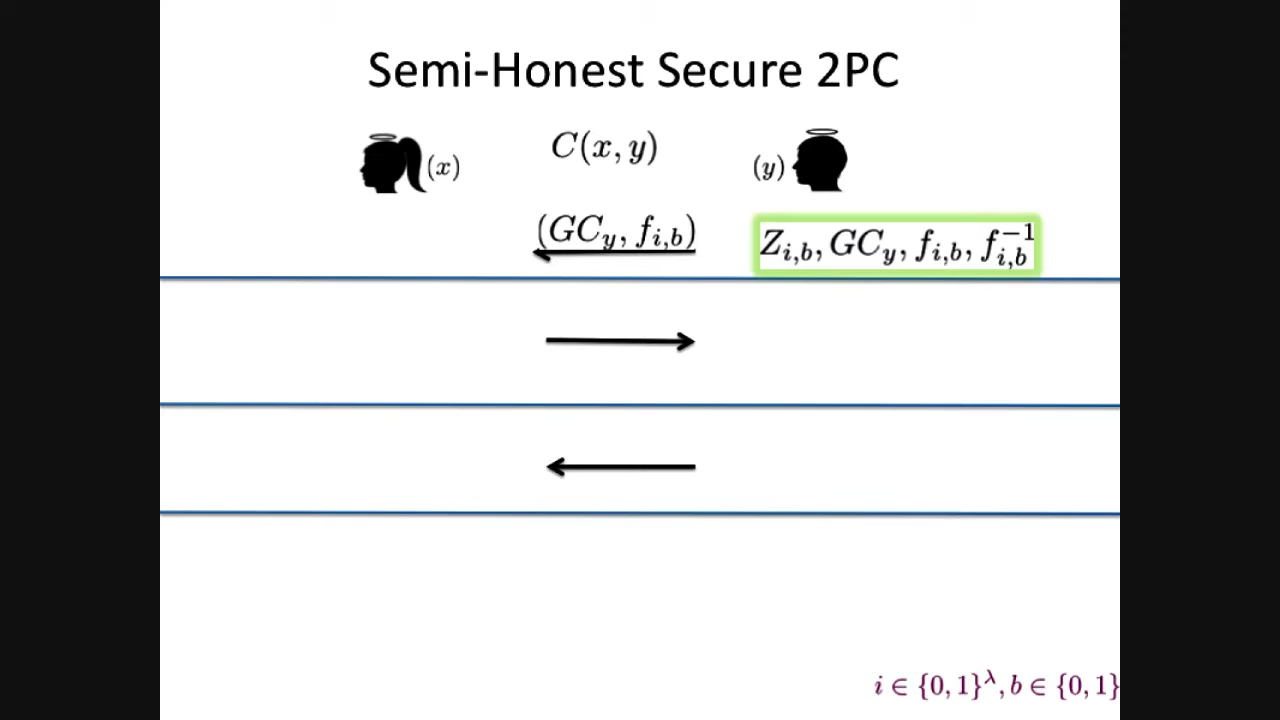 Semi-Honest Secure 2PC
(x) C(x, y) (y)
(GC_y, f_{i,b}) Z_{i,b}, GC_y, f_{i,b}, f_{i,b}^{-1}
i ∈ {0, 1}^λ, b ∈ {0, 1}